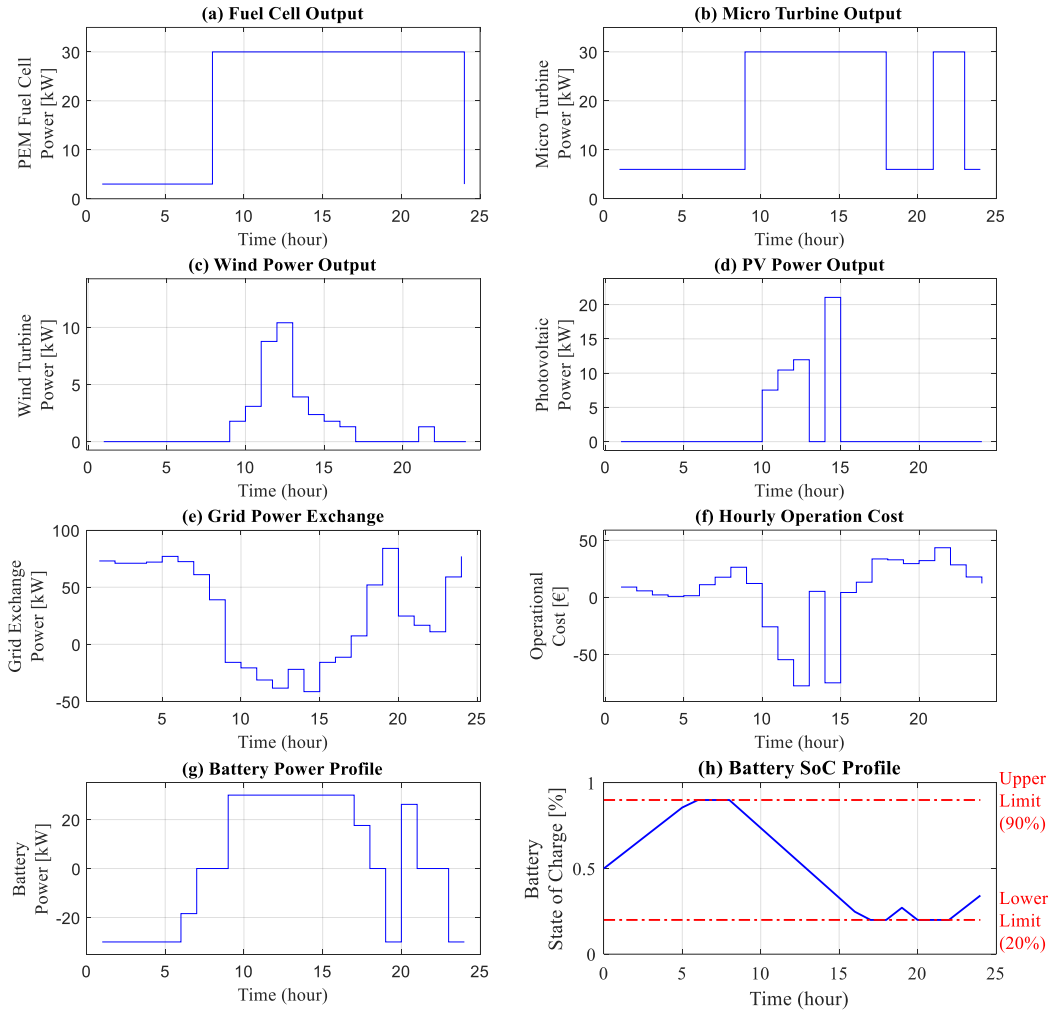 (a) Fuel Cell Output
PEM Fuel Cell
Power [kW]
30
20
10
0
0 5 10 15 20 25
Time (hour)
(b) Micro Turbine Output
Micro Turbine
Power [kW]
30
20
10
0
0 5 10 15 20 25
Time (hour)
(c) Wind Power Output
Wind Turbine
Power [kW]
10
5
0
0 5 10 15 20
Time (hour)
(d) PV Power Output
Photovoltaic
Power [kW]
20
15
10
5
0
0 5 10 15 20
Time (hour)
(e) Grid Power Exchange
Grid Exchange
Power [kW]
100
50
0
-50
5 10 15 20 25
Time (hour)
(f) Hourly Operation Cost
Operational
Cost [€]
50
0
-50
0 5 10 15 20
Time (hour)
(g) Battery Power Profile
Battery
Power [kW]
20
0
-20
0 5 10 15 20 25
Time (hour)
(h) Battery SoC Profile
Battery
State of Charge [%]
1
0.5
0
0 5 10 15 20 25
Time (hour)
Upper
Limit
(90%)
Lower
Limit
(20%)